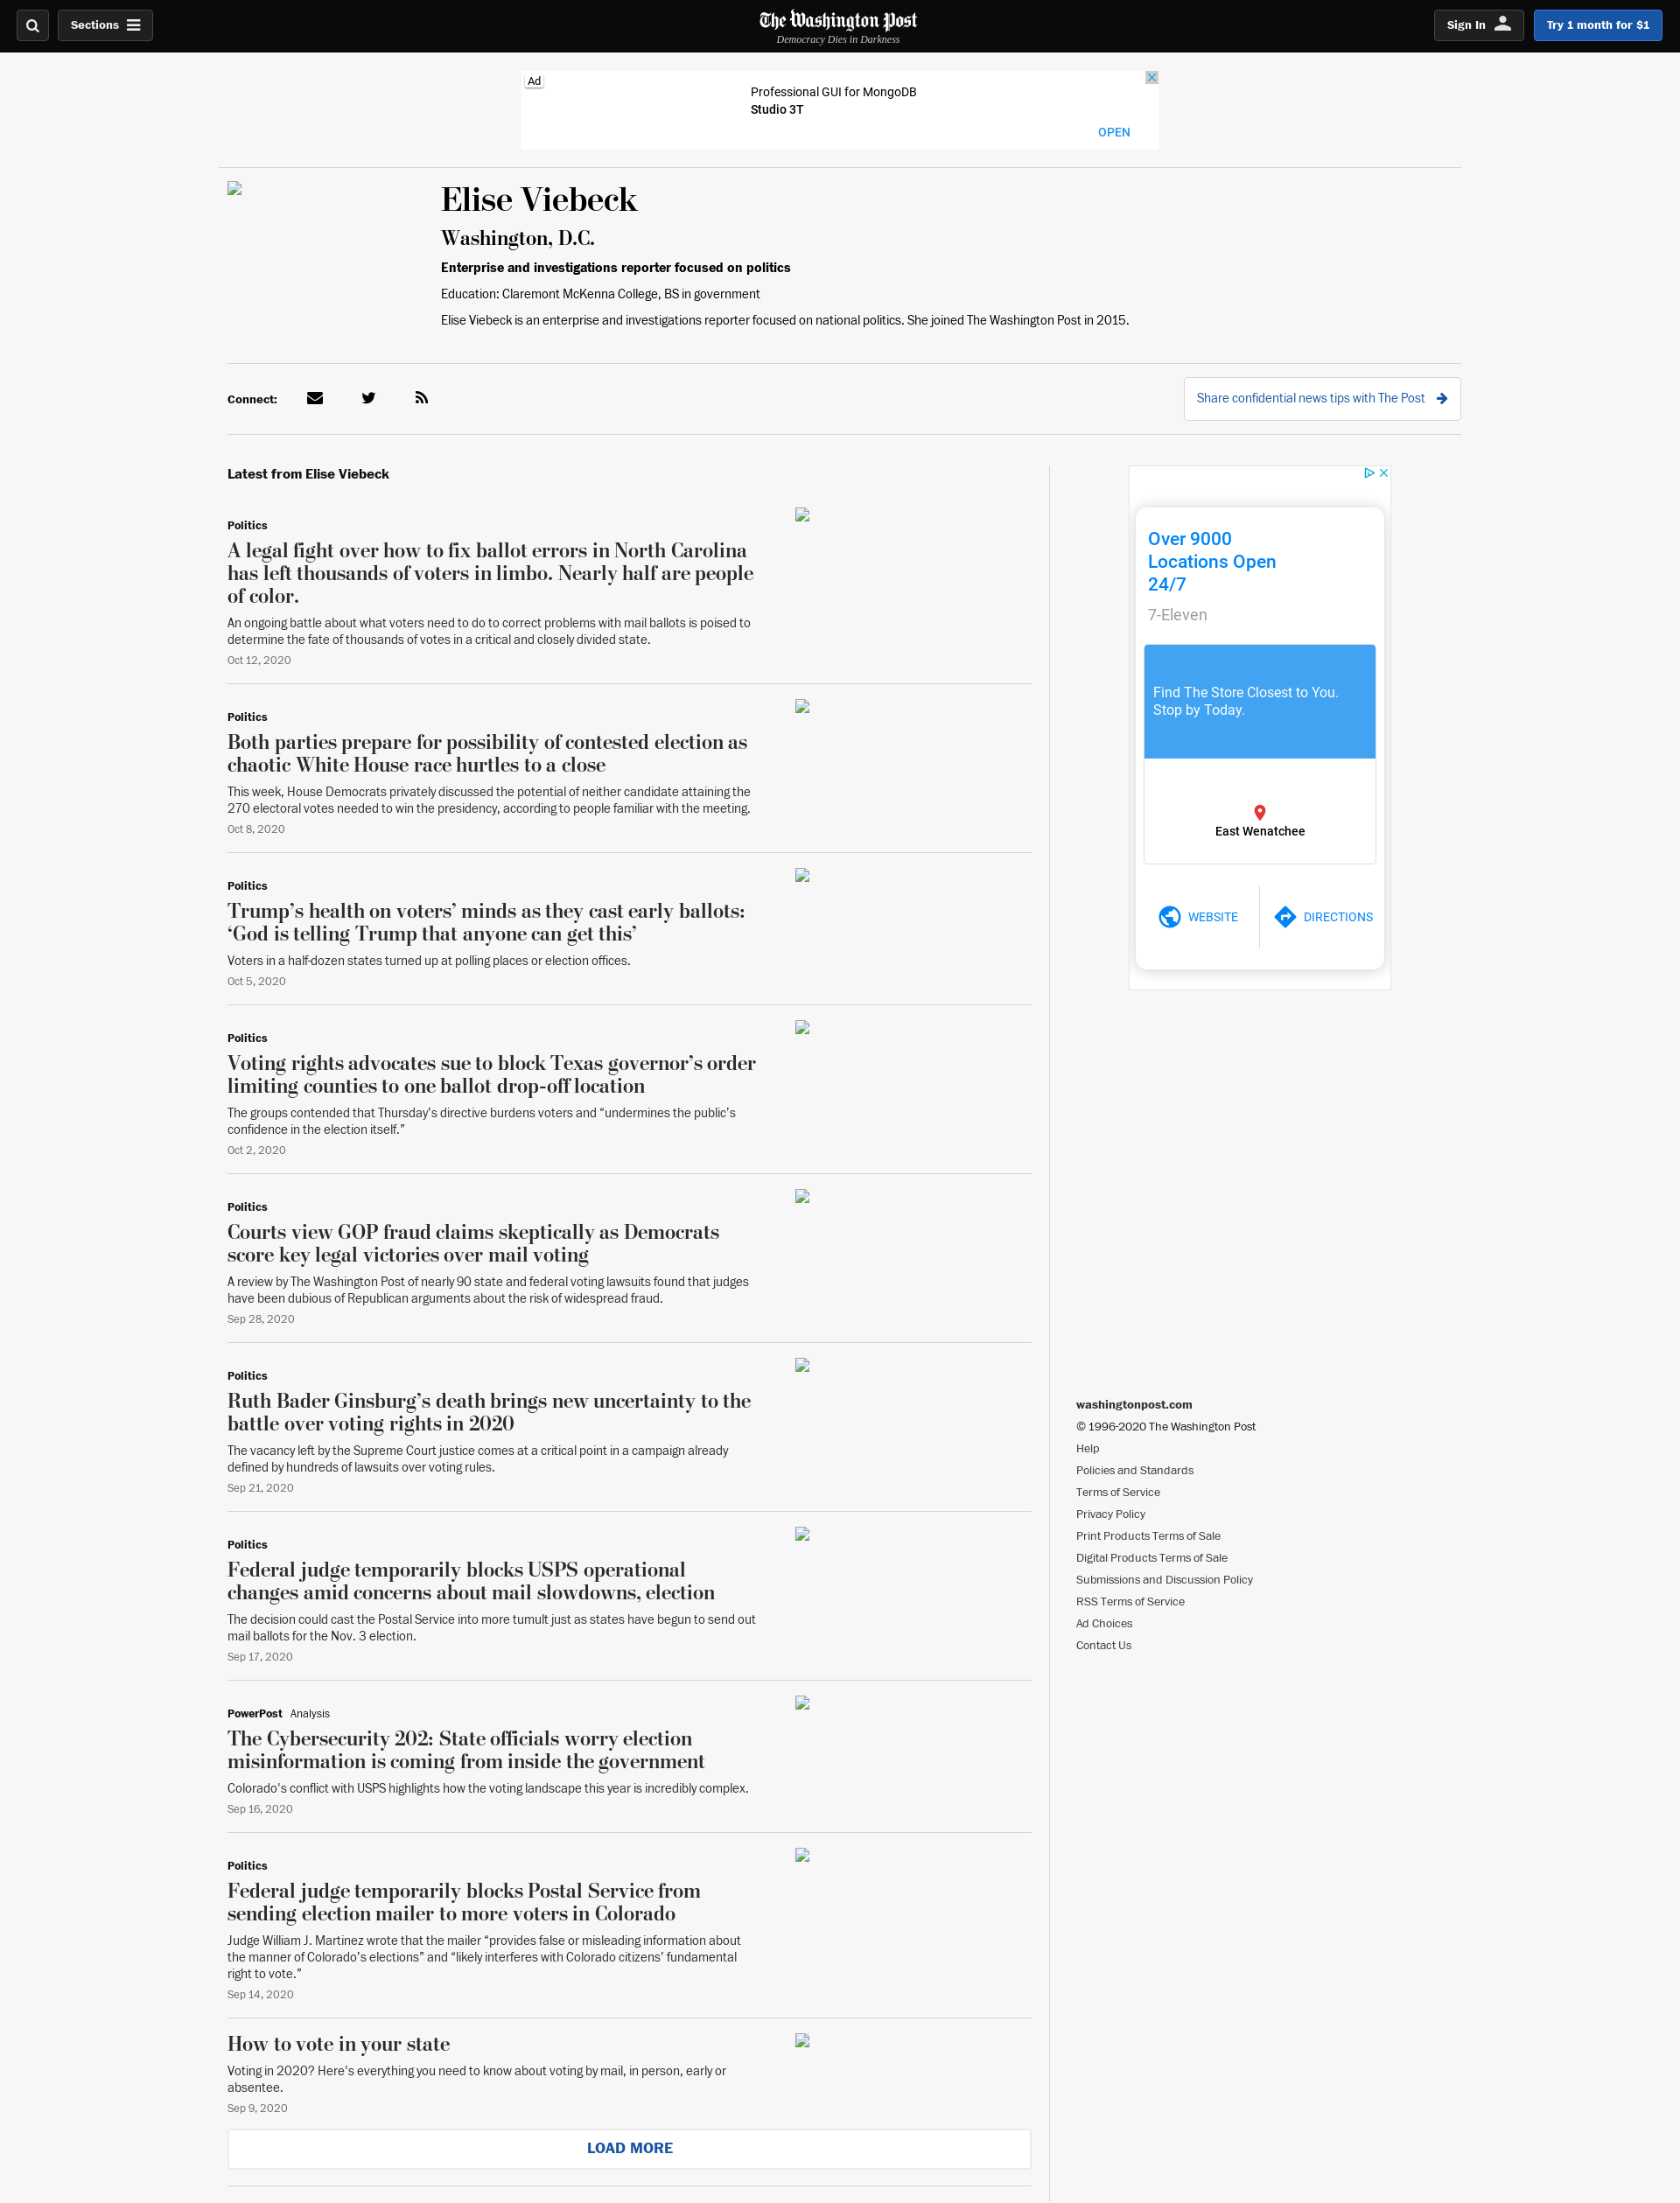 Sections
The Washington Post
Democracy Dies in Darkness
Sign In
Try 1 month for $1
Ad
Professional GUI for MongoDB
Studio 3T
OPEN
Elise Viebeck
Washington, D.C.
Enterprise and investigations reporter focused on politics
Education: Claremont McKenna College, BS in government
Elise Viebeck is an enterprise and investigations reporter focused on national politics. She joined The Washington Post in 2015.
Connect:
Share confidential news tips with The Post
Latest from Elise Viebeck
Politics
A legal fight over how to fix ballot errors in North Carolina
has left thousands of voters in limbo. Nearly half are people
of color.
An ongoing battle about what voters need to do to correct problems with mail ballots is poised to
determine the fate of thousands of votes in a critical and closely divided state.
Oct 12, 2020
Politics
Both parties prepare for possibility of contested election as
chaotic White House race hurtles to a close
This week, House Democrats privately discussed the potential of neither candidate attaining the
270 electoral votes needed to win the presidency, according to people familiar with the meeting.
Oct 8, 2020
Politics
Trump’s health on voters’ minds as they cast early ballots:
‘God is telling Trump that anyone can get this’
Voters in a half-dozen states turned up at polling places or election offices.
Oct 5, 2020
Politics
Voting rights advocates sue to block Texas governor’s order
limiting counties to one ballot drop-off location
The groups contended that Thursday’s directive burdens voters and “undermines the public’s
confidence in the election itself.”
Oct 2, 2020
Politics
Courts view GOP fraud claims skeptically as Democrats
score key legal victories over mail voting
A review by The Washington Post of nearly 90 state and federal voting lawsuits found that judges
have been dubious of Republican arguments about the risk of widespread fraud.
Sep 28, 2020
Politics
Ruth Bader Ginsburg’s death brings new uncertainty to the
battle over voting rights in 2020
The vacancy left by the Supreme Court justice comes at a critical point in a campaign already
defined by hundreds of lawsuits over voting rules.
Sep 21, 2020
Politics
Federal judge temporarily blocks USPS operational
changes amid concerns about mail slowdowns, election
The decision could cast the Postal Service into more tumult just as states have begun to send out
mail ballots for the Nov. 3 election.
Sep 17, 2020
PowerPost Analysis
The Cybersecurity 202: State officials worry election
misinformation is coming from inside the government
Colorado's conflict with USPS highlights how the voting landscape this year is incredibly complex.
Sep 16, 2020
Politics
Federal judge temporarily blocks Postal Service from
sending election mailer to more voters in Colorado
Judge William J. Martinez wrote that the mailer “provides false or misleading information about
the manner of Colorado’s elections” and “likely interferes with Colorado citizens’ fundamental
right to vote.”
Sep 14, 2020
How to vote in your state
Voting in 2020? Here's everything you need to know about voting by mail, in person, early or
absentee.
Sep 9, 2020
LOAD MORE
Over 9000
Locations Open
24/7
7-Eleven
Find The Store Closest to You.
Stop by Today.
East Wenatchee
WEBSITE
DIRECTIONS
washingtonpost.com
© 1996-2020 The Washington Post
Help
Policies and Standards
Terms of Service
Privacy Policy
Print Products Terms of Sale
Digital Products Terms of Sale
Submissions and Discussion Policy
RSS Terms of Service
Ad Choices
Contact Us